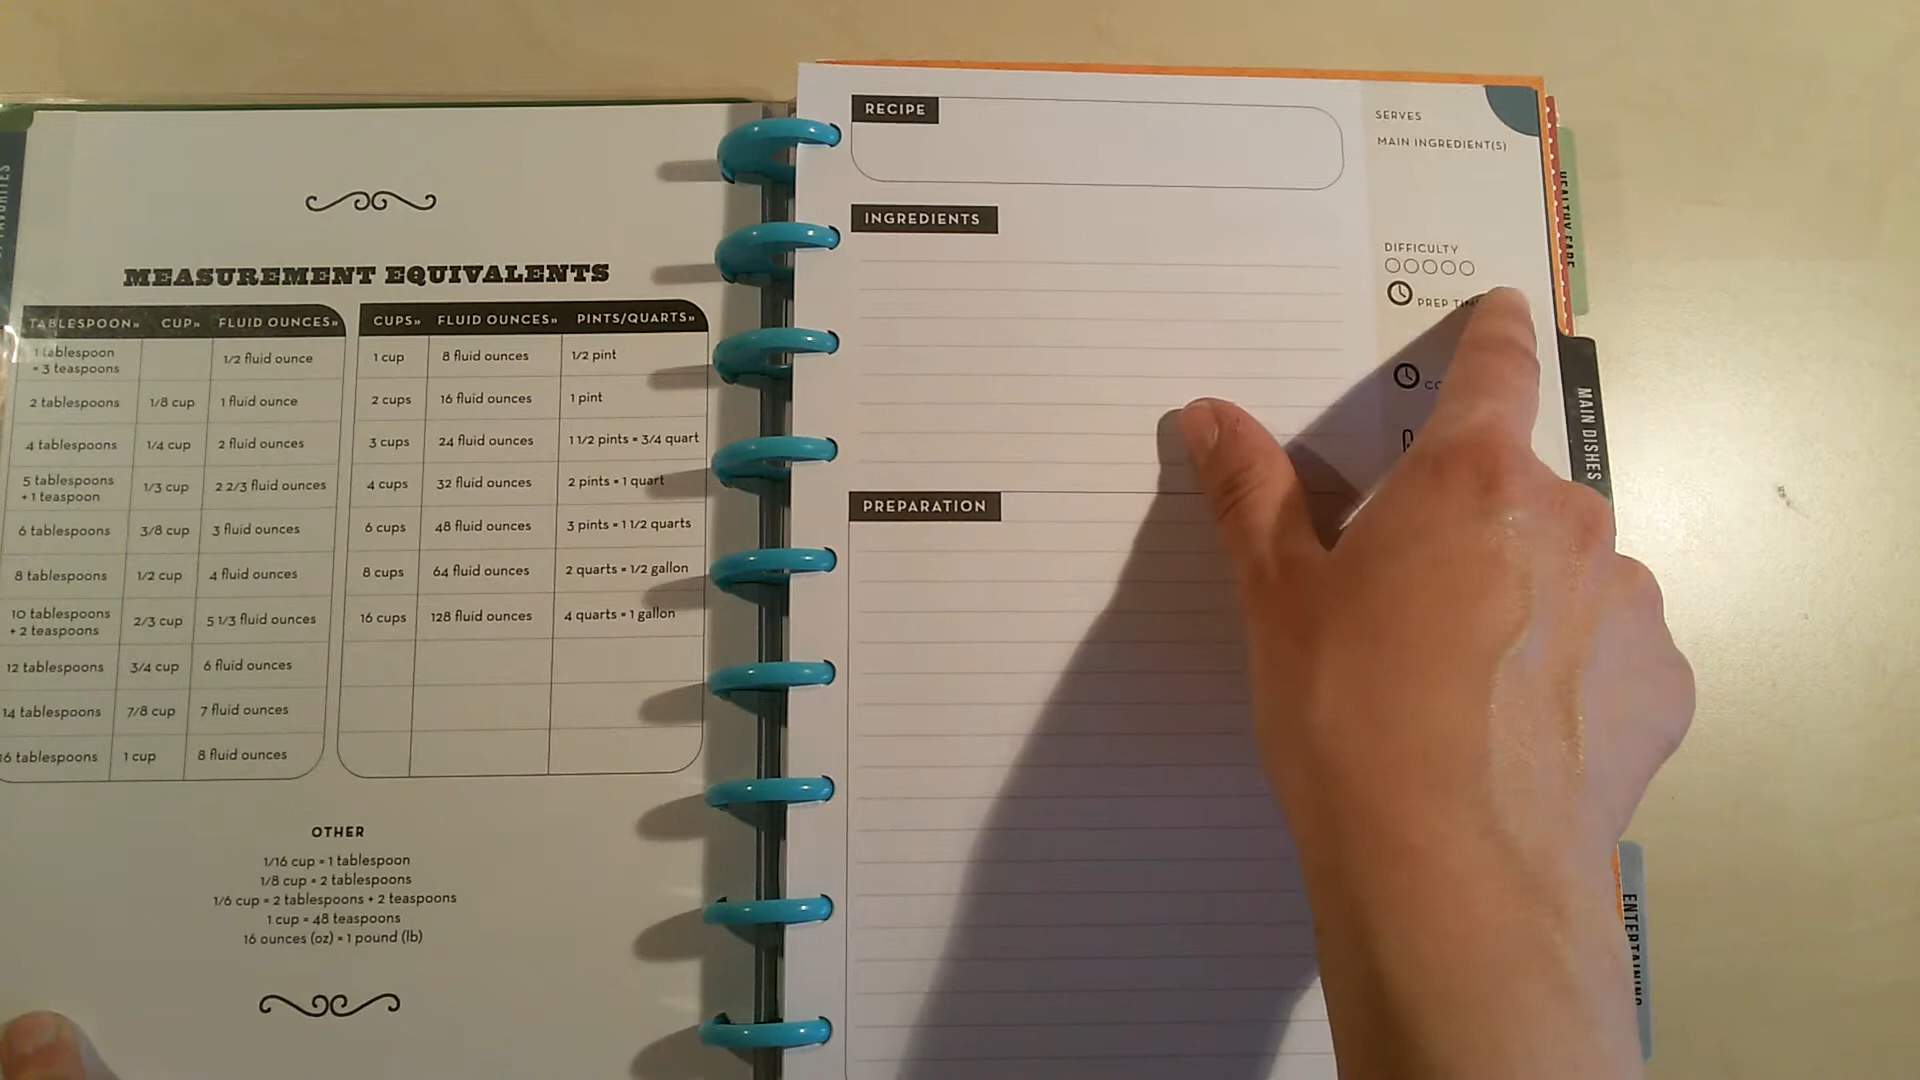 FAVORITES
MEASUREMENT EQUIVALENTS
TABLESPOON» CUP» FLUID OUNCES»
1 tablespoon = 3 teaspoons 1/2 fluid ounce
2 tablespoons 1/8 cup 1 fluid ounce
4 tablespoons 1/4 cup 2 fluid ounces
5 tablespoons + 1 teaspoon 1/3 cup 2 2/3 fluid ounces
6 tablespoons 3/8 cup 3 fluid ounces
8 tablespoons 1/2 cup 4 fluid ounces
10 tablespoons + 2 teaspoons 2/3 cup 5 1/3 fluid ounces
12 tablespoons 3/4 cup 6 fluid ounces
14 tablespoons 7/8 cup 7 fluid ounces
16 tablespoons 1 cup 8 fluid ounces
CUPS» FLUID OUNCES» PINTS/QUARTS»
1 cup 8 fluid ounces 1/2 pint
2 cups 16 fluid ounces 1 pint
3 cups 24 fluid ounces 1 1/2 pints = 3/4 quart
4 cups 32 fluid ounces 2 pints = 1 quart
6 cups 48 fluid ounces 3 pints = 1 1/2 quarts
8 cups 64 fluid ounces 2 quarts = 1/2 gallon
16 cups 128 fluid ounces 4 quarts = 1 gallon
OTHER
1/16 cup = 1 tablespoon
1/8 cup = 2 tablespoons
1/6 cup = 2 tablespoons + 2 teaspoons
1 cup = 48 teaspoons
16 ounces (oz) = 1 pound (lb)
RECIPE
INGREDIENTS
PREPARATION
SERVES
MAIN INGREDIENT(S)
DIFFICULTY
PREP TIME
HEALTHY FARE
MAIN DISHES
ENTERTAINING